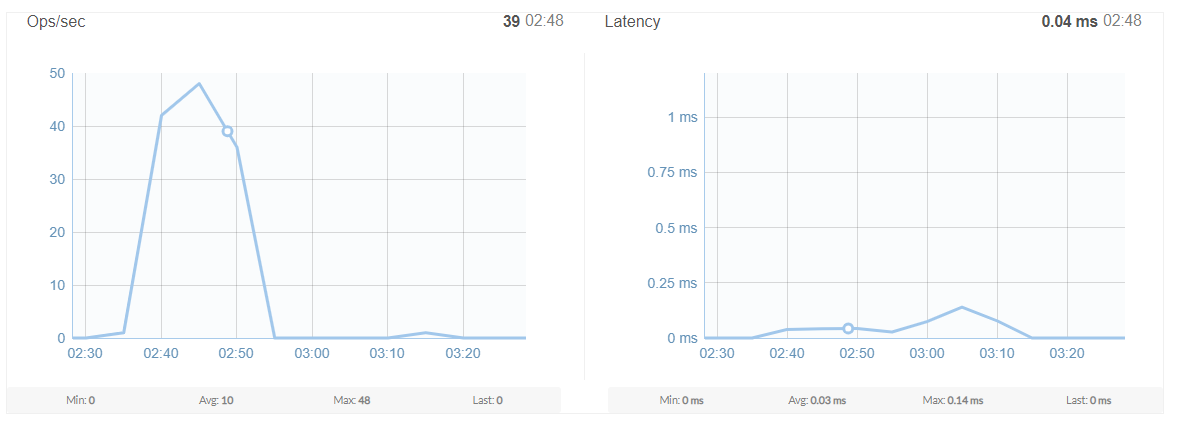 Ops/sec 39 02:48
50
40
30
20
10
0
02:30 02:40 02:50 03:00 03:10 03:20
Min: 0 Avg: 10 Max: 48 Last: 0
Latency 0.04 ms 02:48
1 ms
0.75 ms
0.5 ms
0.25 ms
0 ms
02:30 02:40 02:50 03:00 03:10 03:20
Min: 0 ms Avg: 0.03 ms Max: 0.14 ms Last: 0 ms